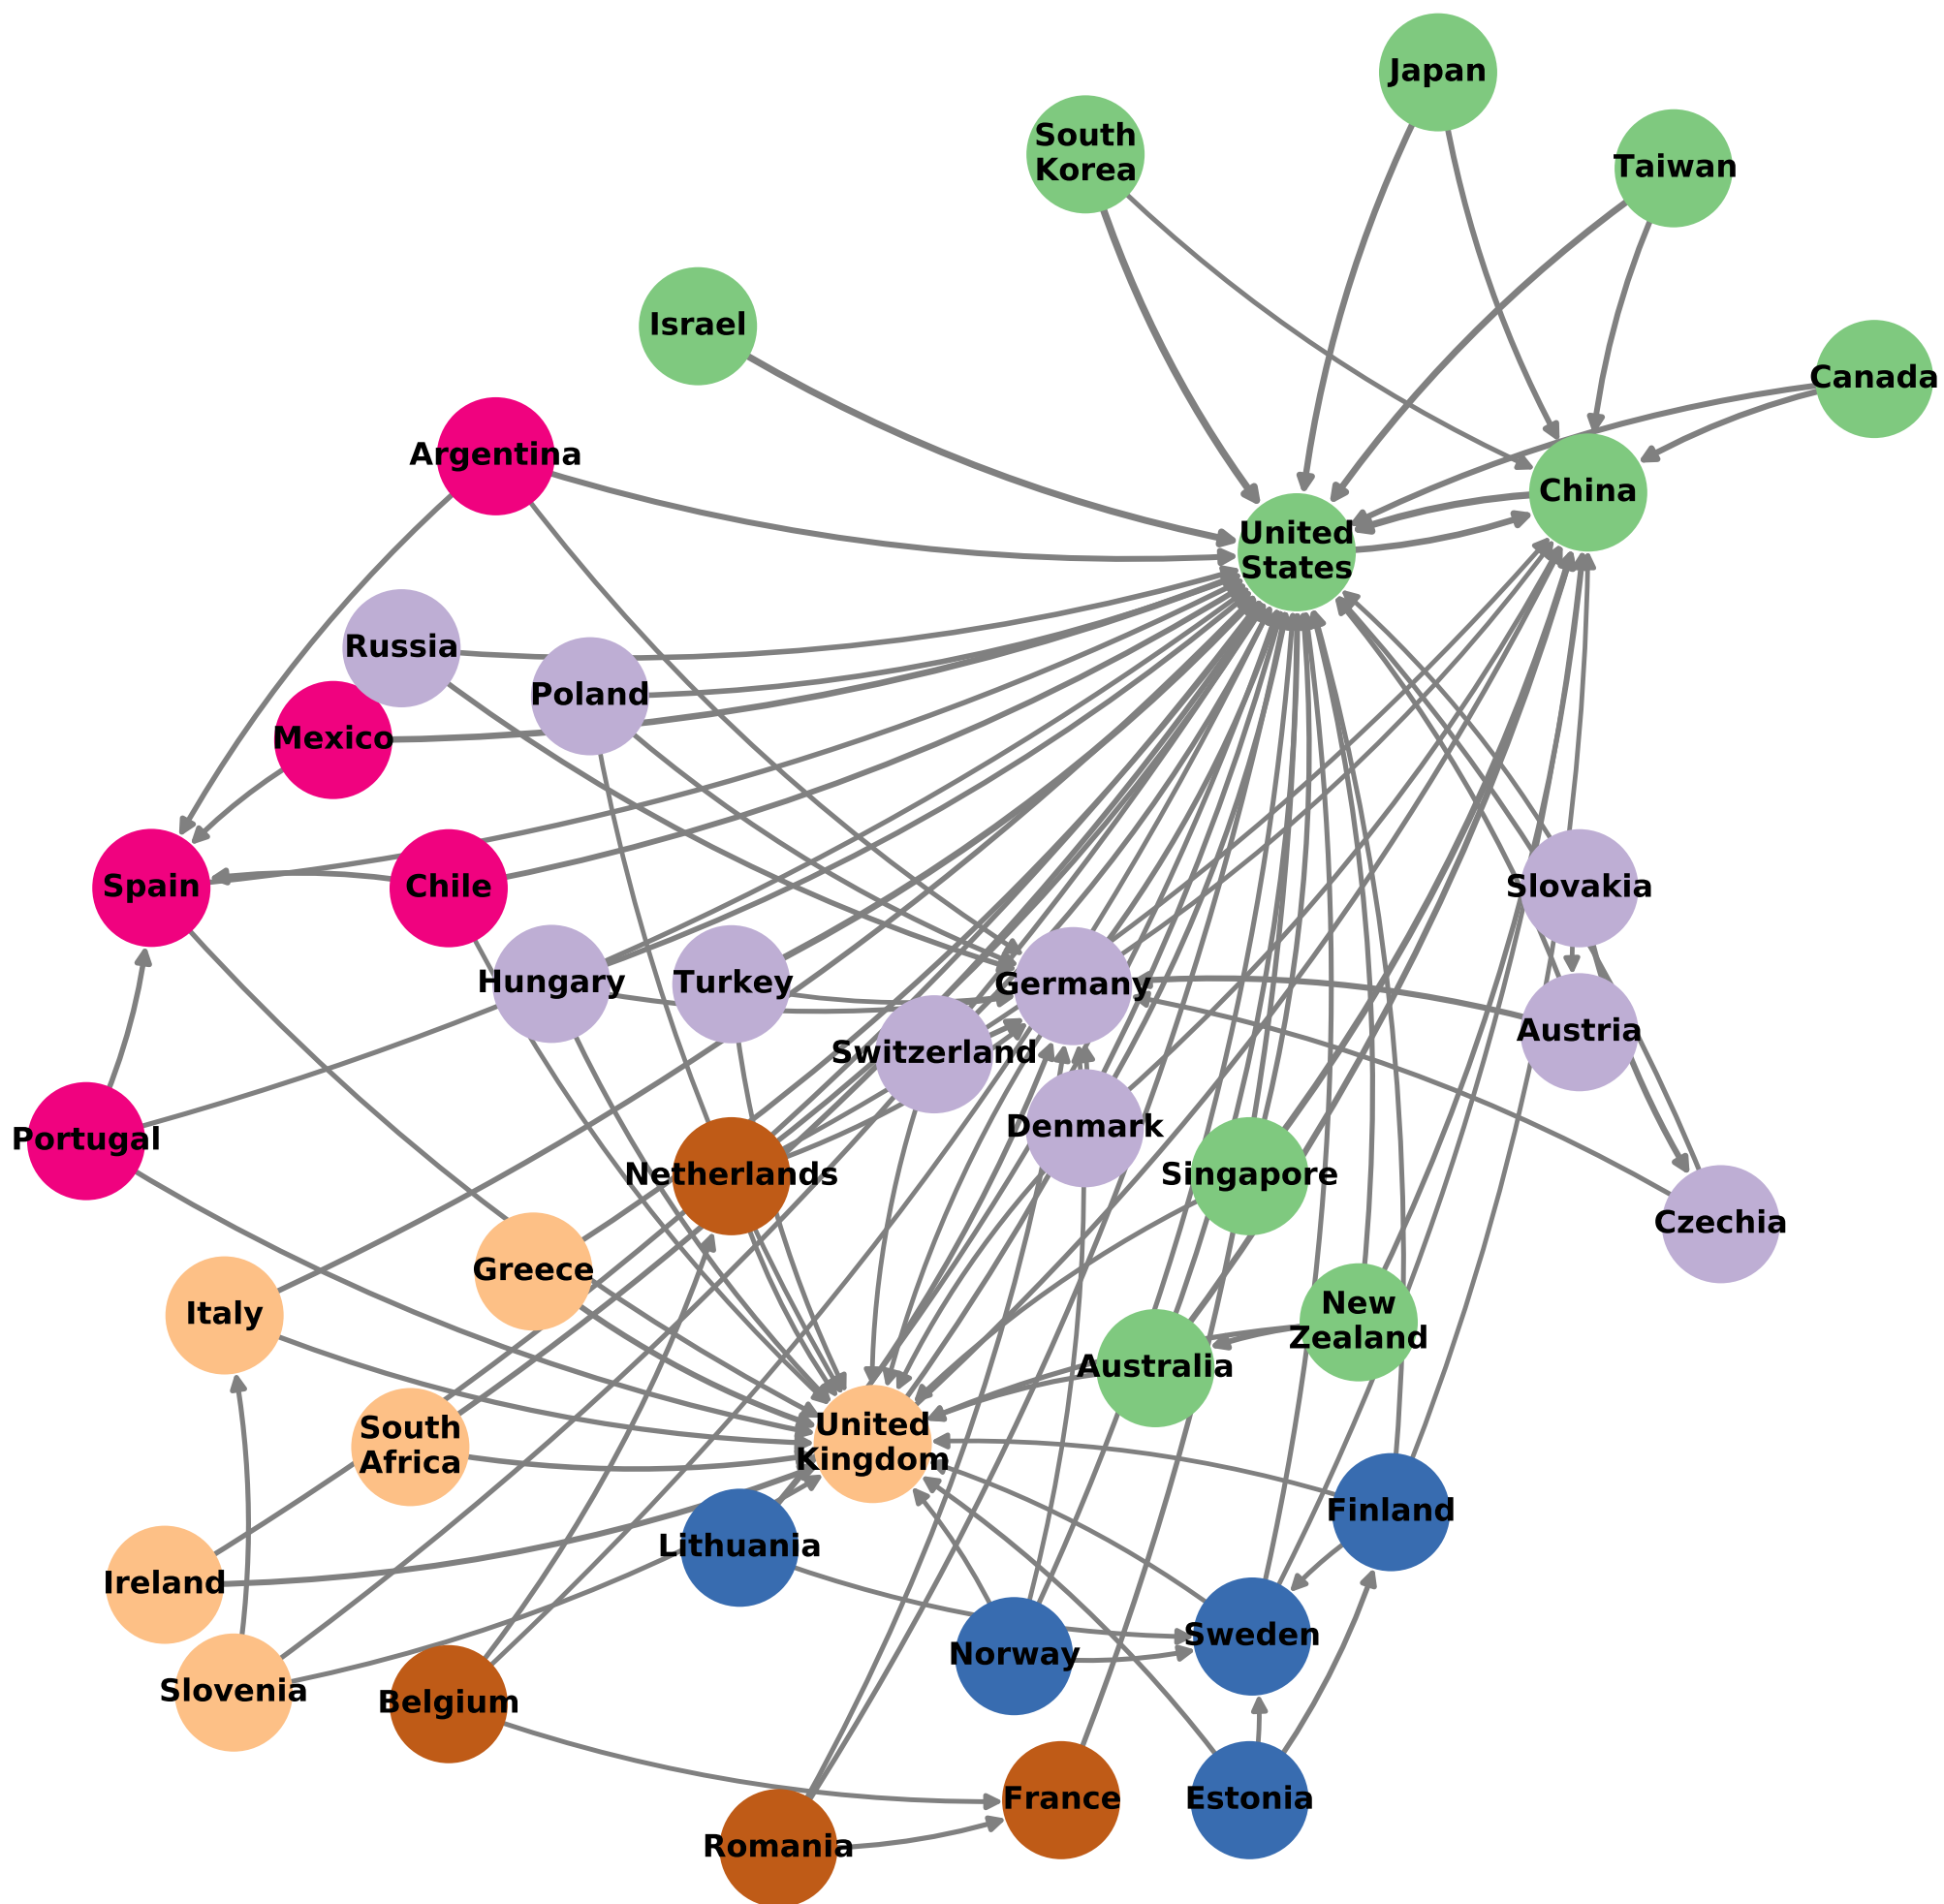 Japan
South
Korea
Taiwan
Israel
Canada
Argentina
China
United
States
Russia
Poland
Mexico
Spain
Chile
Slovakia
Hungary
Turkey
Germany
Switzerland
Austria
Portugal
Denmark
Netherlands
Singapore
Czechia
Greece
Italy
New
Zealand
Australia
South
Africa
United
Kingdom
Finland
Lithuania
Ireland
Sweden
Norway
Slovenia
Belgium
France
Estonia
Romania